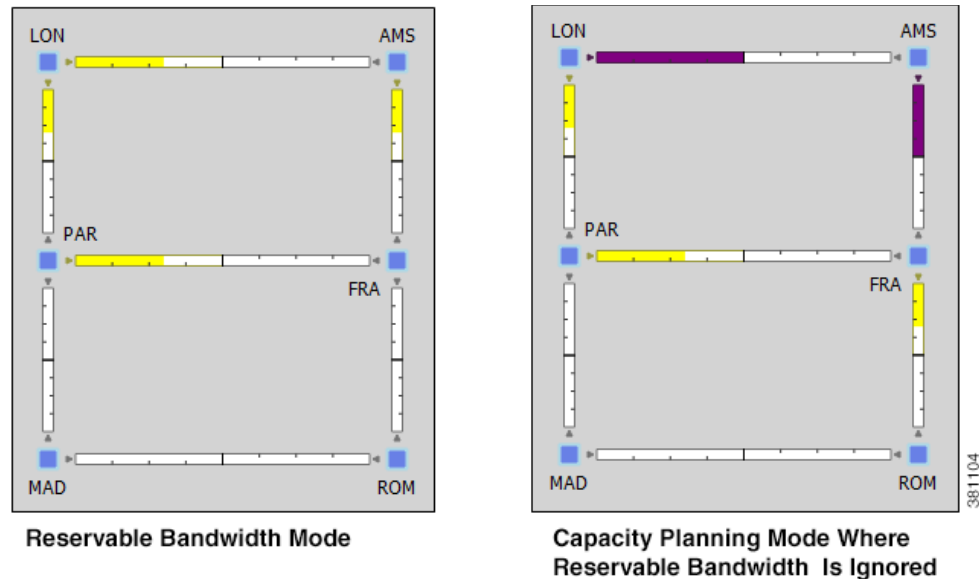 LON AMS
PAR
FRA
MAD ROM
Reservable Bandwidth Mode
LON AMS
PAR
FRA
MAD ROM
Capacity Planning Mode Where
Reservable Bandwidth Is Ignored
381104